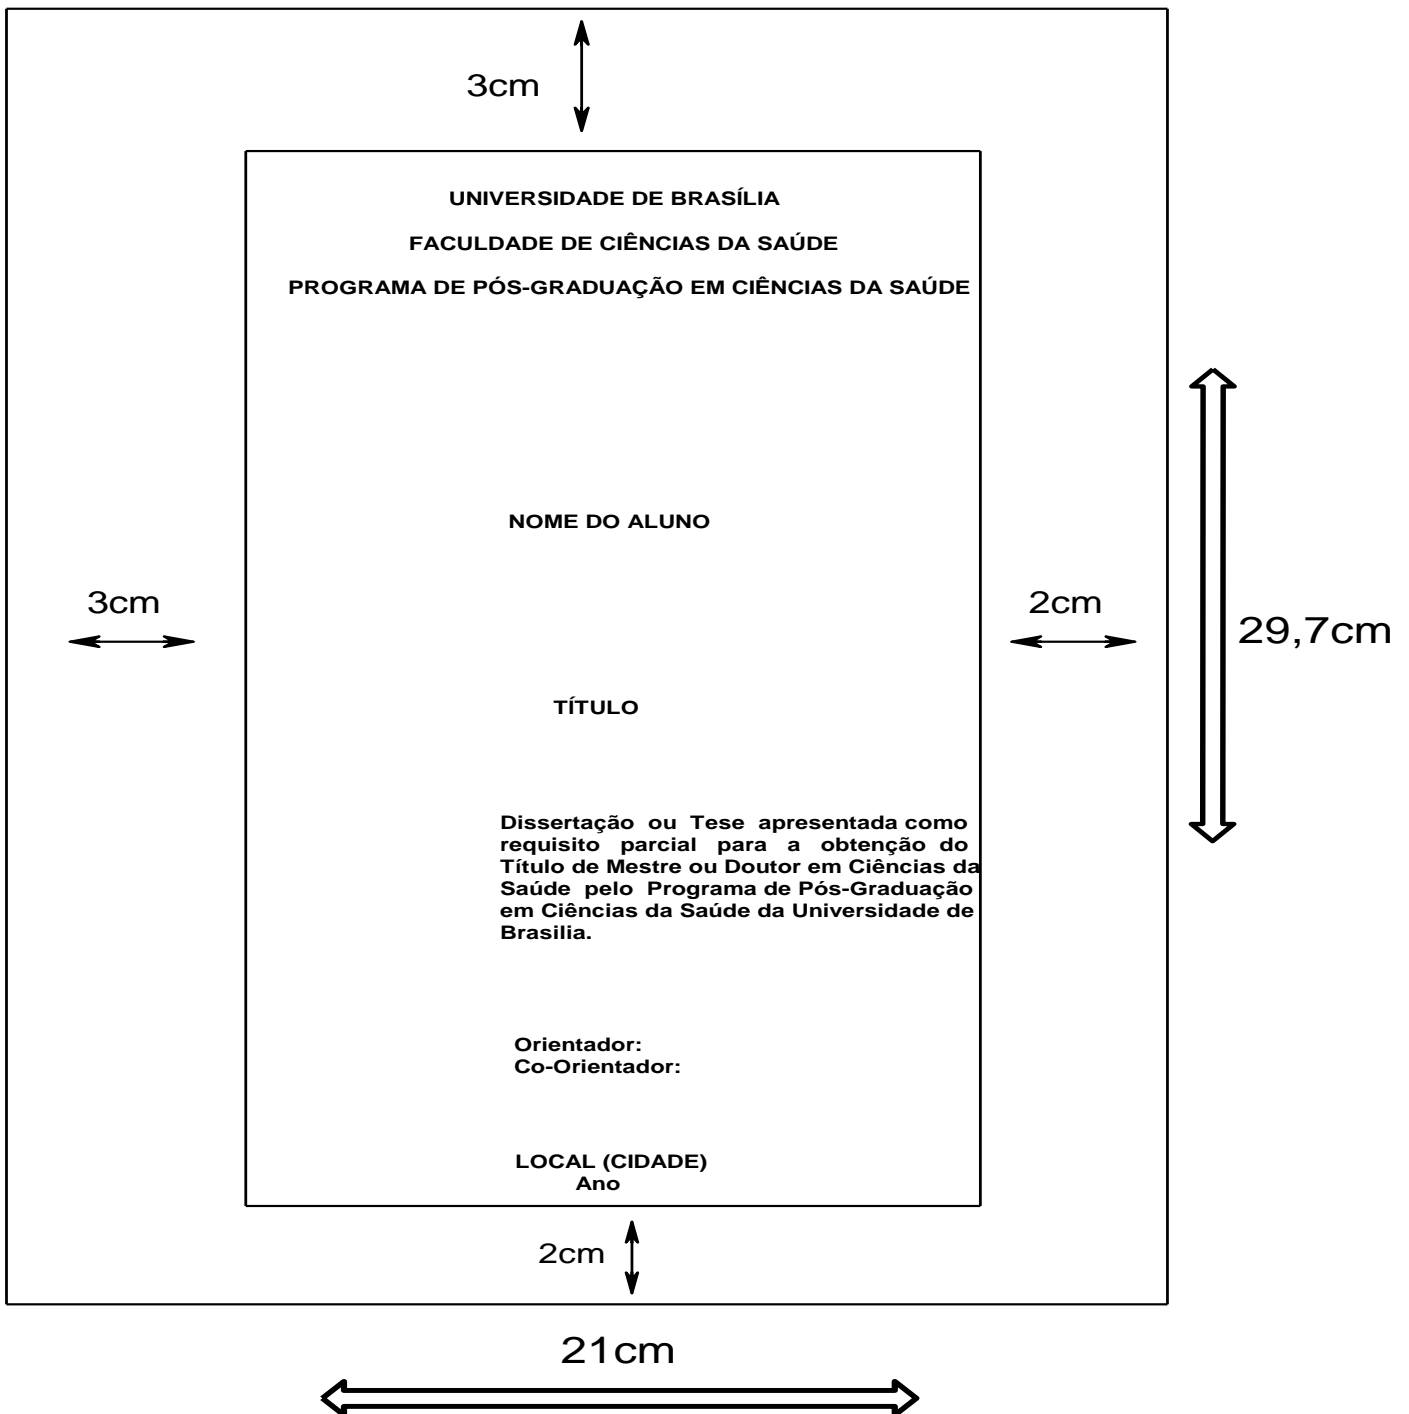 3cm
UNIVERSIDADE DE BRASÍLIA
FACULDADE DE CIÊNCIAS DA SAÚDE
PROGRAMA DE PÓS-GRADUAÇÃO EM CIÊNCIAS DA SAÚDE
NOME DO ALUNO
3cm
2cm
29,7cm
TÍTULO
Dissertação ou Tese apresentada como
requisito parcial para a obtenção do
Título de Mestre ou Doutor em Ciências da
Saúde pelo Programa de Pós-Graduação
em Ciências da Saúde da Universidade de
Brasilia.
Orientador:
Co-Orientador:
LOCAL (CIDADE)
Ano
2cm
21cm